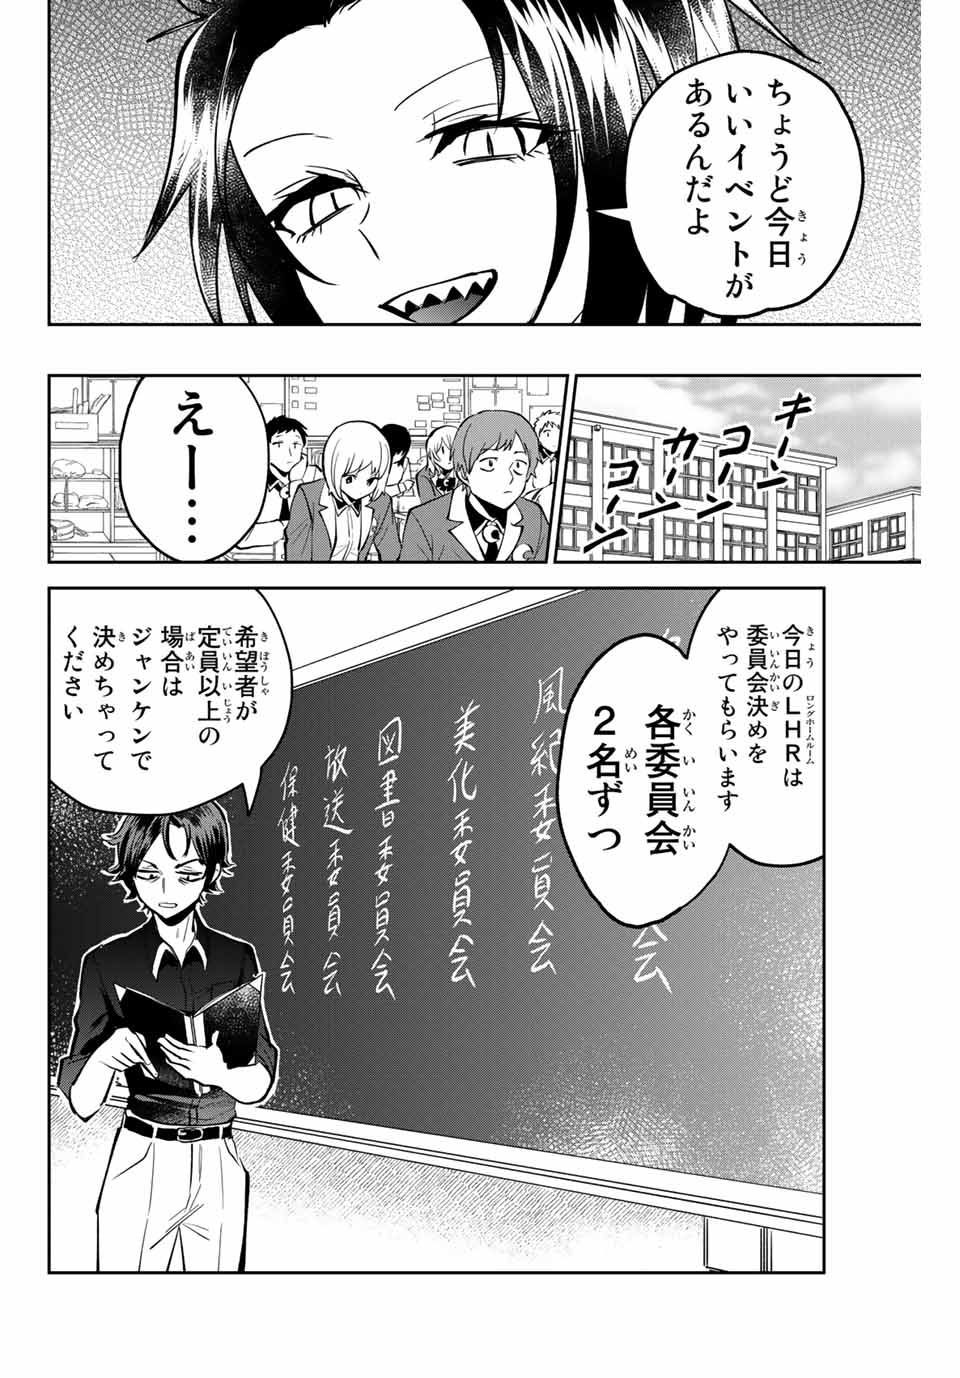 ちょうど今日
いいイベントが
あるんだよ
キーン
コーン
カーン
コーン
えー…
今日のLHRは
委員会決めを
やってもらいます
各委員会
2名ずつ
会
風紀委員会
美化委員会
図書委員会
放送委員会
保健委員会
希望者が
定員以上の
場合は
ジャンケンで
決めちゃって
ください